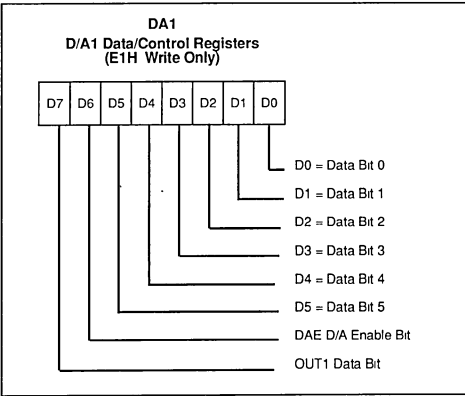 DA1
D/A1 Data/Control Registers
(E1H Write Only)
D7 D6 D5 D4 D3 D2 D1 D0
D0 = Data Bit 0
D1 = Data Bit 1
D2 = Data Bit 2
D3 = Data Bit 3
D4 = Data Bit 4
D5 = Data Bit 5
DAE D/A Enable Bit
OUT1 Data Bit